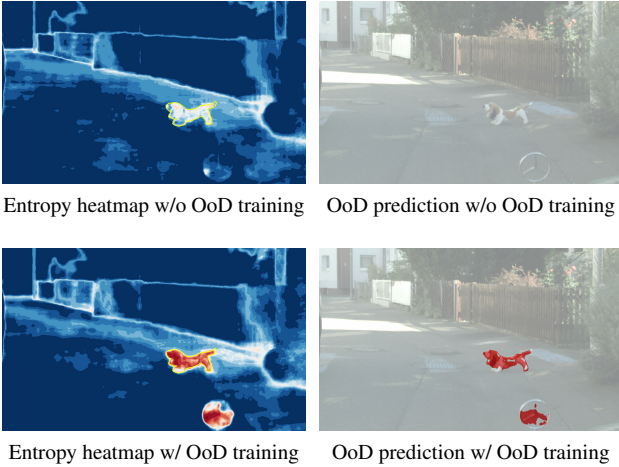 Entropy heatmap w/o OoD training
OoD prediction w/o OoD training
Entropy heatmap w/ OoD training
OoD prediction w/ OoD training